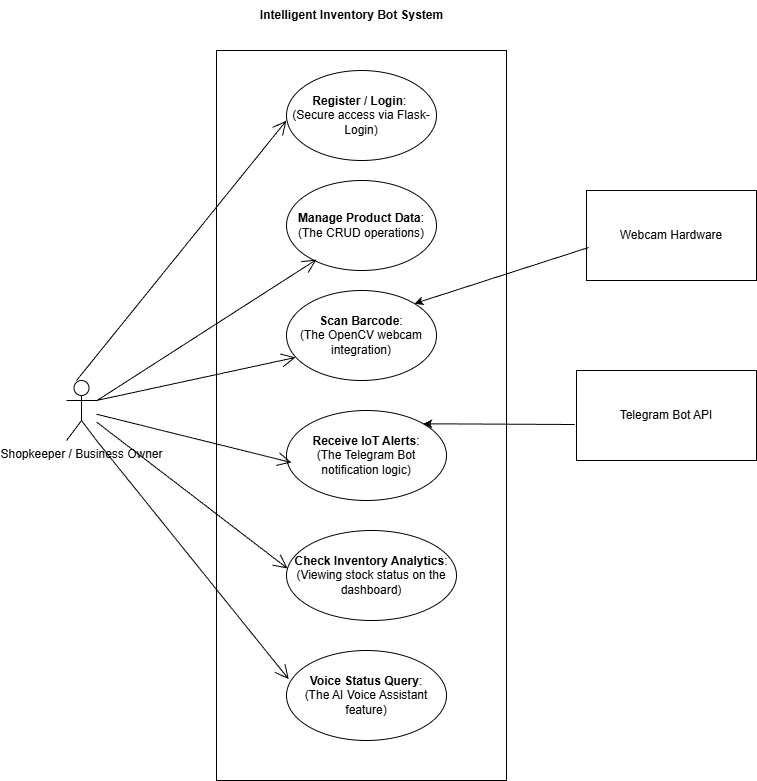 Intelligent Inventory Bot System
Register / Login:
(Secure access via Flask-
Login)
Manage Product Data:
(The CRUD operations)
Webcam Hardware
Scan Barcode:
(The OpenCV webcam
integration)
Telegram Bot API
Receive IoT Alerts:
(The Telegram Bot
notification logic)
Shopkeeper / Business Owner
Check Inventory Analytics:
(Viewing stock status on the
dashboard)
Voice Status Query:
(The AI Voice Assistant
feature)